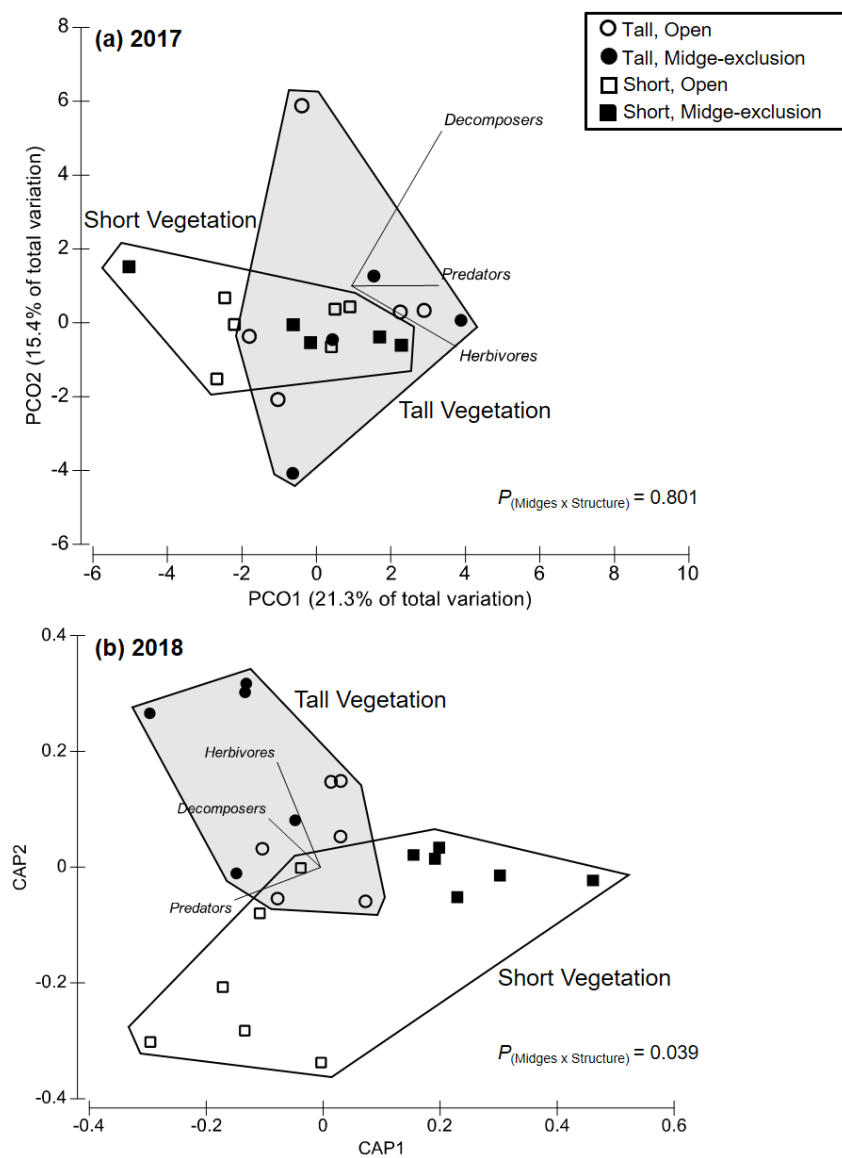 (a) 2017
Tall, Open
Tall, Midge-exclusion
Short, Open
Short, Midge-exclusion
8
6
4
2
0
-2
-4
-6
PCO2 (15.4% of total variation)
Decomposers
Short Vegetation
Predators
Herbivores
Tall Vegetation
P(Midges x Structure) = 0.801
-6 -4 -2 0 2 4 6 8 10
PCO1 (21.3% of total variation)
(b) 2018
0.4
0.2
0
-0.2
-0.4
CAP2
Tall Vegetation
Herbivores
Decomposers
Predators
Short Vegetation
P(Midges x Structure) = 0.039
-0.4 -0.2 0 0.2 0.4 0.6
CAP1